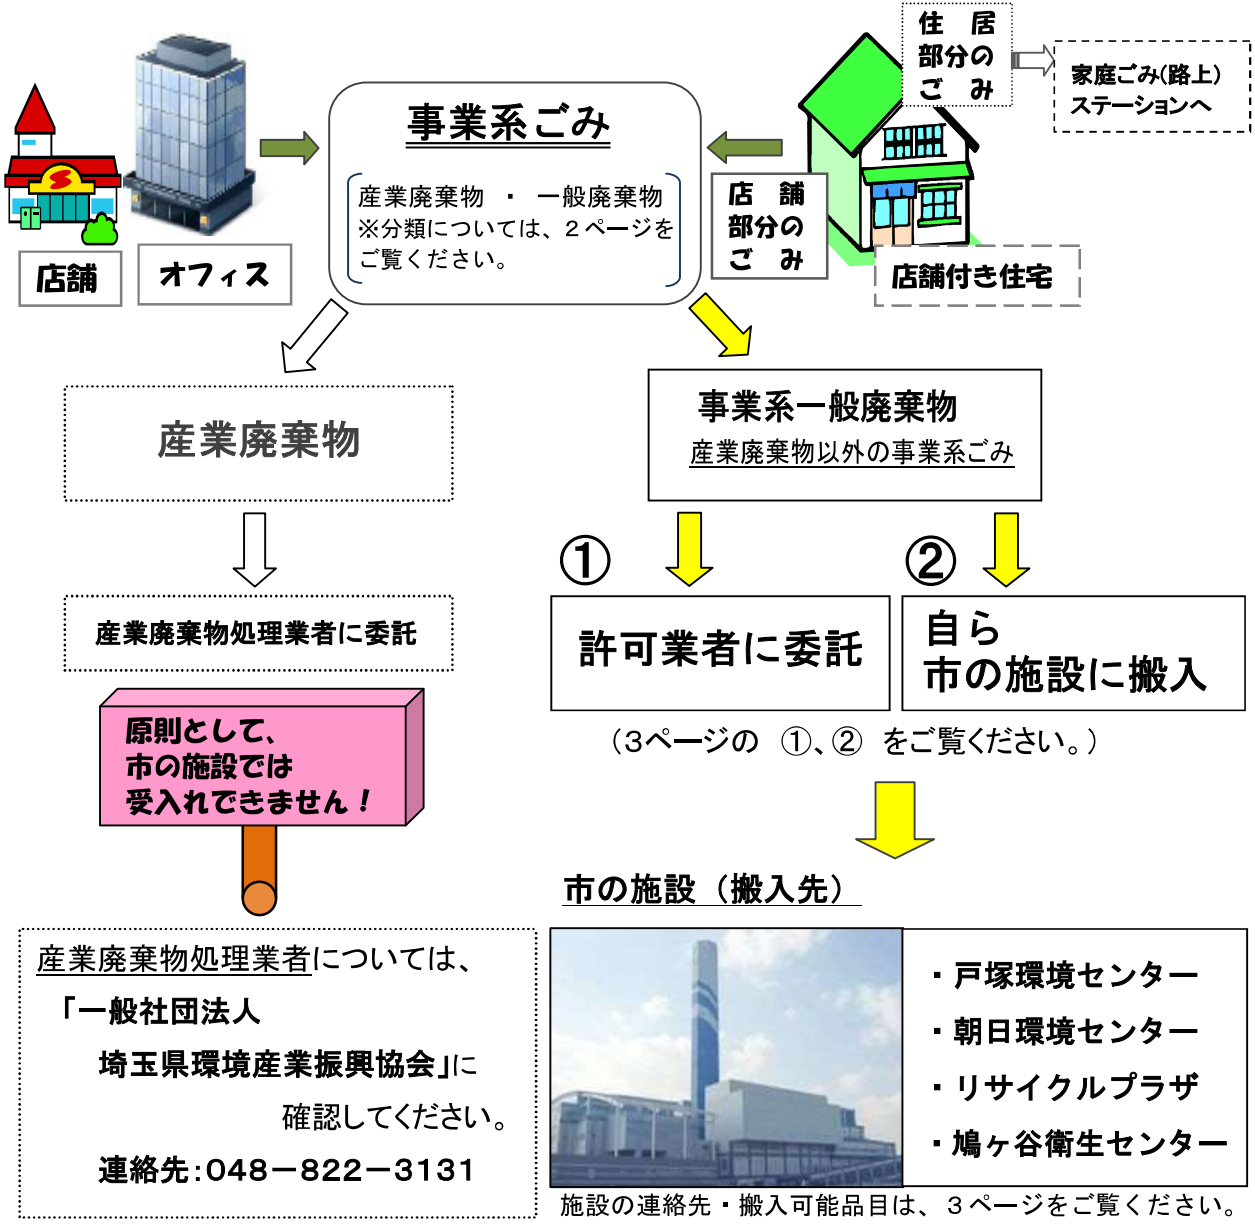 住　居
部分の
ご　み
家庭ごみ(路上)
ステーションへ
事業系ごみ
産業廃棄物　・　一般廃棄物
※分類については、２ページを
ご覧ください。
店　舗
部分の
ご　み
店舗
オフィス
店舗付き住宅
産業廃棄物
事業系一般廃棄物
産業廃棄物以外の事業系ごみ
①
②
産業廃棄物処理業者に委託
許可業者に委託
自ら
市の施設に搬入
（３ページの　①、②　をご覧ください。）
原則として、
市の施設では
受入れできません！
市の施設（搬入先）
産業廃棄物処理業者については、
「一般社団法人
埼玉県環境産業振興協会」に
確認してください。
連絡先：048－822－3131
・戸塚環境センター
・朝日環境センター
・リサイクルプラザ
・鳩ヶ谷衛生センター
施設の連絡先・搬入可能品目は、３ページをご覧ください。